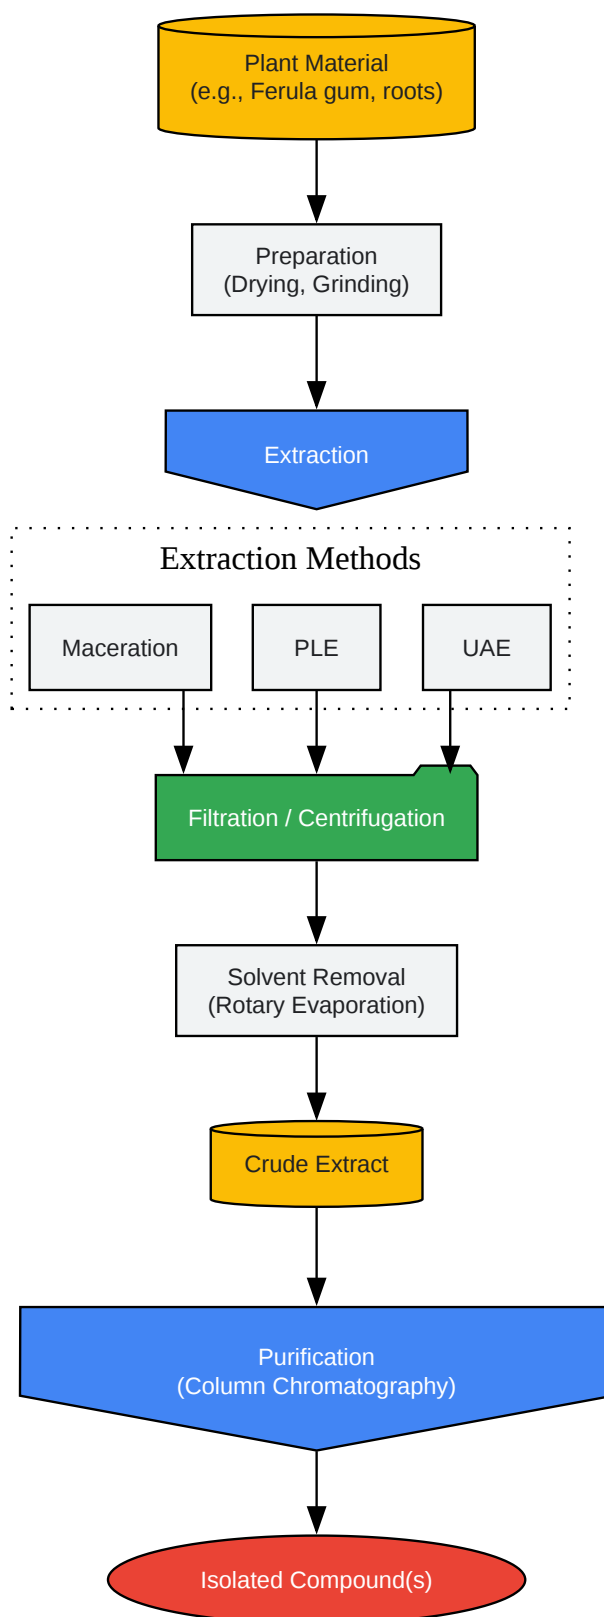 Plant Material
(e.g., Ferula gum, roots)
Preparation
(Drying, Grinding)
Extraction
Extraction Methods
Maceration
PLE
UAE
Filtration / Centrifugation
Solvent Removal
(Rotary Evaporation)
Crude Extract
Purification
(Column Chromatography)
Isolated Compound(s)